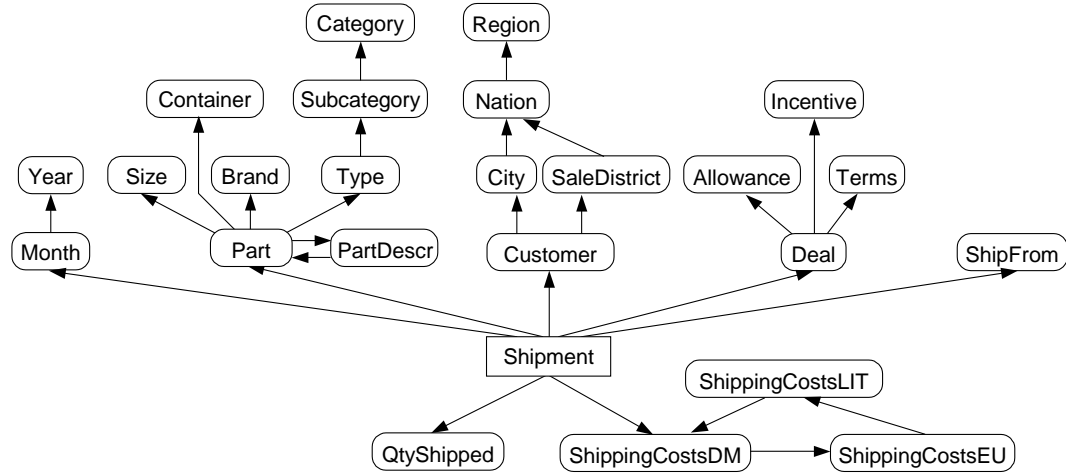 Category
Region
Container
Subcategory
Nation
Incentive
Year
Size
Brand
Type
City
SaleDistrict
Allowance
Terms
Month
Part
PartDescr
Customer
Deal
ShipFrom
Shipment
ShippingCostsLIT
QtyShipped
ShippingCostsDM
ShippingCostsEU